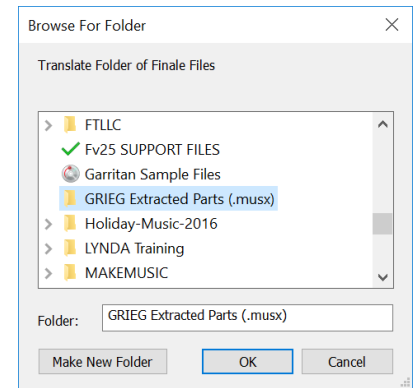 Browse For Folder
Translate Folder of Finale Files
FTLLC
Fv25 SUPPORT FILES
Garritan Sample Files
GRIEG Extracted Parts (.musx)
Holiday-Music-2016
LYNDA Training
MAKEMUSIC
Folder: GRIEG Extracted Parts (.musx)
Make New Folder OK Cancel